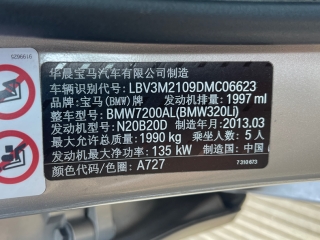 华晨宝马汽车有限公司制造
车辆识别代号: LBV3M2109DMC06623
品牌: 宝马(BMW)牌 发动机排量: 1997 ml
整车型号: BMW7200AL(BMW320Li)
发动机型号: N20B20D 制造年月: 2013.03
最大允许总质量: 1990 kg 乘坐人数: 5 人
发动机最大净功率: 135 kW 制造国: 中国
颜色代码/色圈: A727
7310673